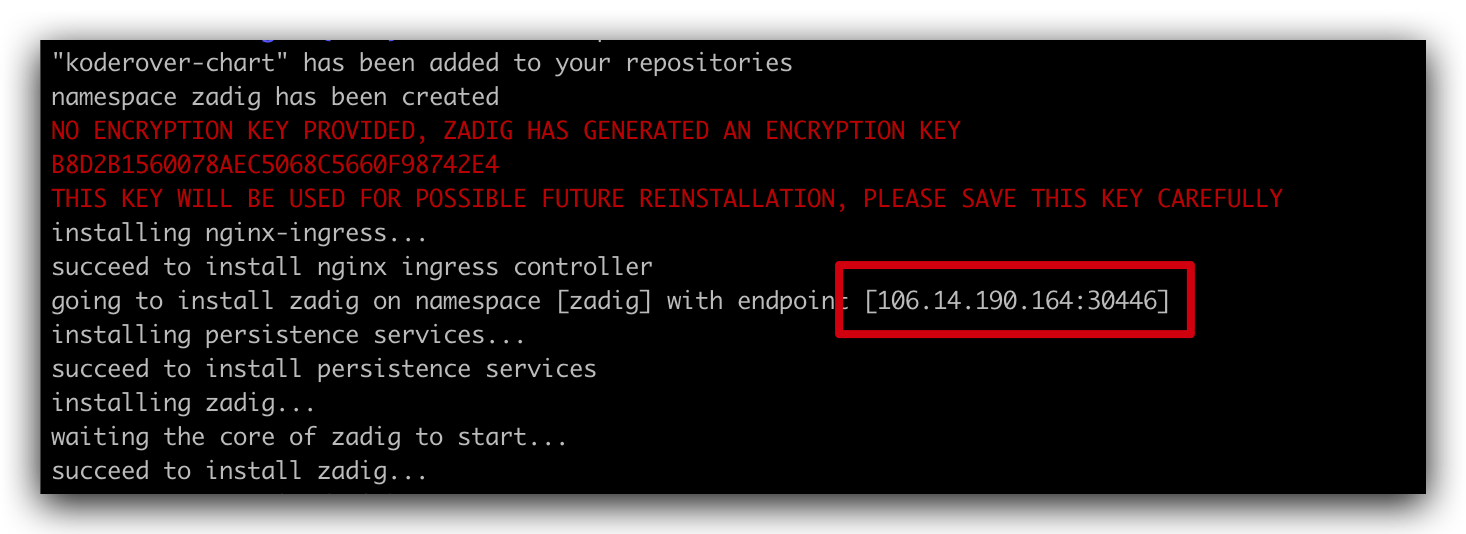 "koderover-chart" has been added to your repositories
namespace zadig has been created
NO ENCRYPTION KEY PROVIDED, ZADIG HAS GENERATED AN ENCRYPTION KEY
B8D2B1560078AEC5068C5660F98742E4
THIS KEY WILL BE USED FOR POSSIBLE FUTURE REINSTALLATION, PLEASE SAVE THIS KEY CAREFULLY
installing nginx-ingress...
succeed to install nginx ingress controller
going to install zadig on namespace [zadig] with endpoint [106.14.190.164:30446]
installing persistence services...
succeed to install persistence services
installing zadig...
waiting the core of zadig to start...
succeed to install zadig...